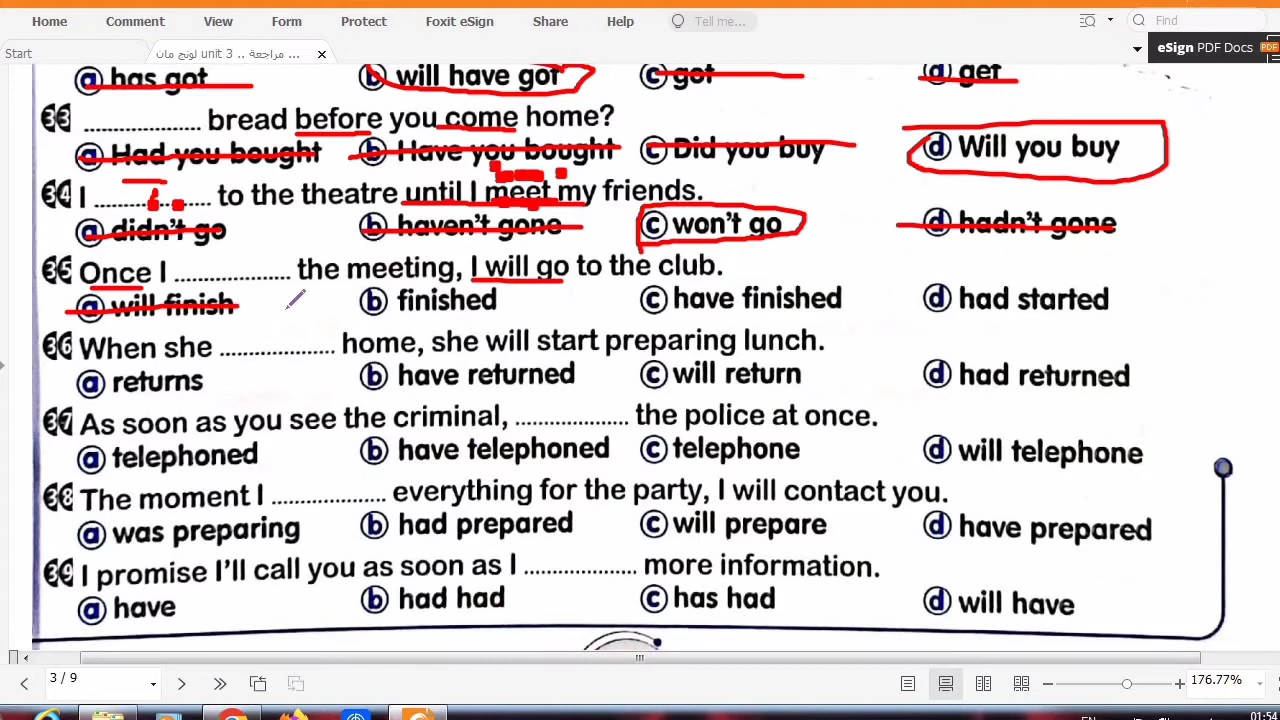 Home Comment View Form Protect Foxit eSign Share Help Tell me... Find
Start مراجعة .. unit 3 لونج مان ... × eSign PDF Docs
a has got b will have got c got d get
33 .................... bread before you come home?
a Had you bought b Have you bought c Did you buy d Will you buy
34 I .................... to the theatre until I meet my friends.
a didn't go b haven't gone c won't go d hadn't gone
35 Once I .................... the meeting, I will go to the club.
a will finish b finished c have finished d had started
36 When she .................... home, she will start preparing lunch.
a returns b have returned c will return d had returned
37 As soon as you see the criminal, .................... the police at once.
a telephoned b have telephoned c telephone d will telephone
38 The moment I .................... everything for the party, I will contact you.
a was preparing b had prepared c will prepare d have prepared
39 I promise I'll call you as soon as I .................... more information.
a have b had had c has had d will have
3 / 9 176.77%
EN 01:54